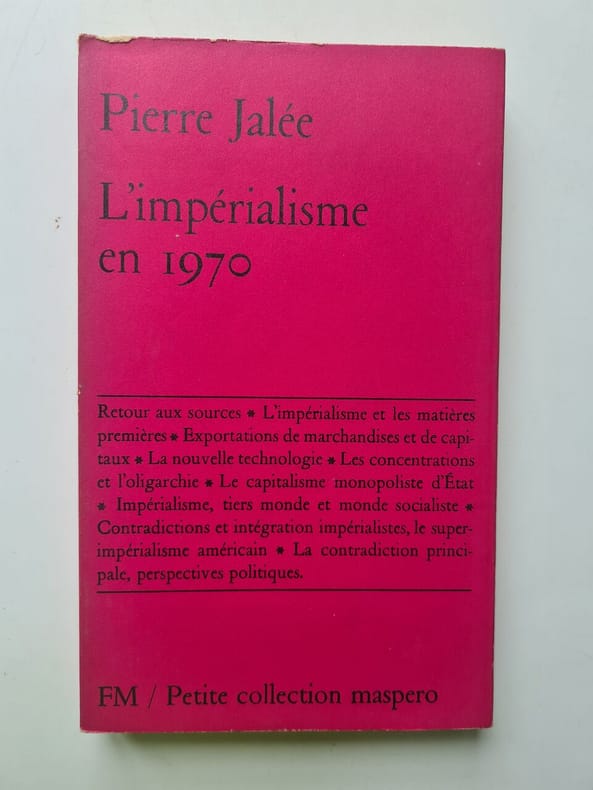 Pierre Jalée
L'impérialisme
en 1970
Retour aux sources * L'impérialisme et les matières
premières * Exportations de marchandises et de capi-
taux * La nouvelle technologie * Les concentrations
et l'oligarchie * Le capitalisme monopoliste d'État
* Impérialisme, tiers monde et monde socialiste *
Contradictions et intégration impérialistes, le super-
impérialisme américain * La contradiction princi-
pale, perspectives politiques.
FM / Petite collection maspero